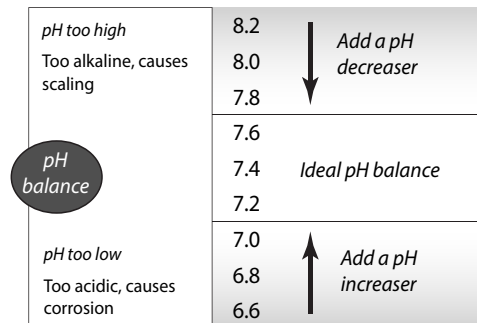 pH too high
Too alkaline, causes
scaling
8.2
8.0
7.8
Add a pH
decreaser
pH
balance
7.6
7.4
7.2
Ideal pH balance
pH too low
Too acidic, causes
corrosion
7.0
6.8
6.6
Add a pH
increaser